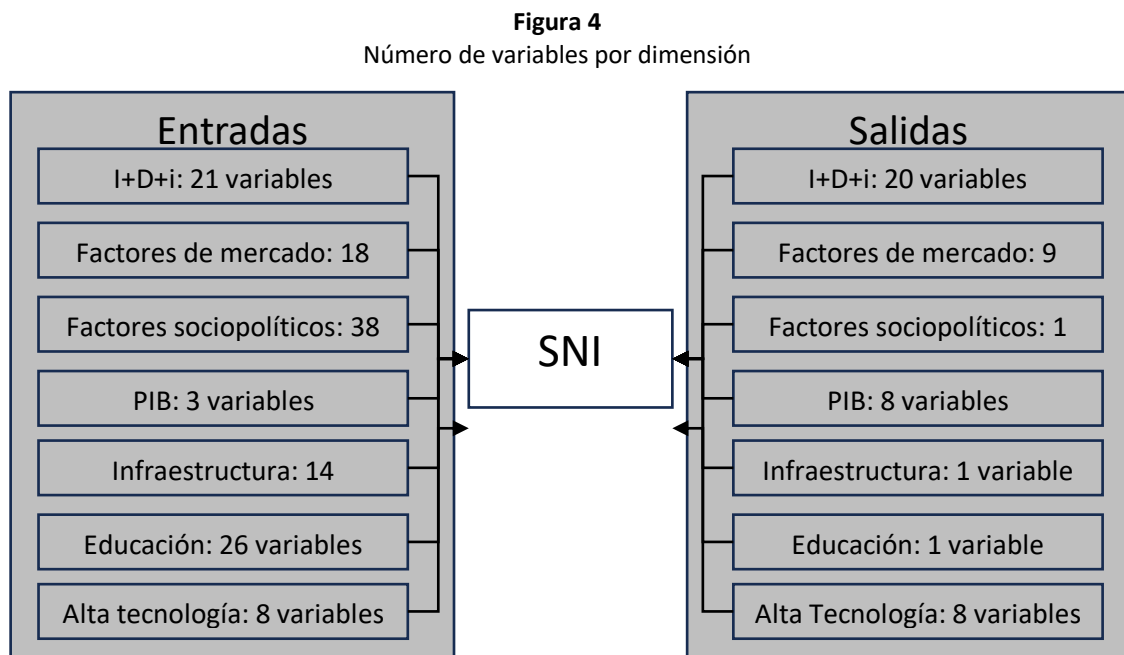 Figura 4
Número de variables por dimensión
Entradas
I+D+i: 21 variables
Factores de mercado: 18
Factores sociopolíticos: 38
PIB: 3 variables
Infraestructura: 14
Educación: 26 variables
Alta tecnología: 8 variables
SNI
Salidas
I+D+i: 20 variables
Factores de mercado: 9
Factores sociopolíticos: 1
PIB: 8 variables
Infraestructura: 1 variable
Educación: 1 variable
Alta Tecnología: 8 variables